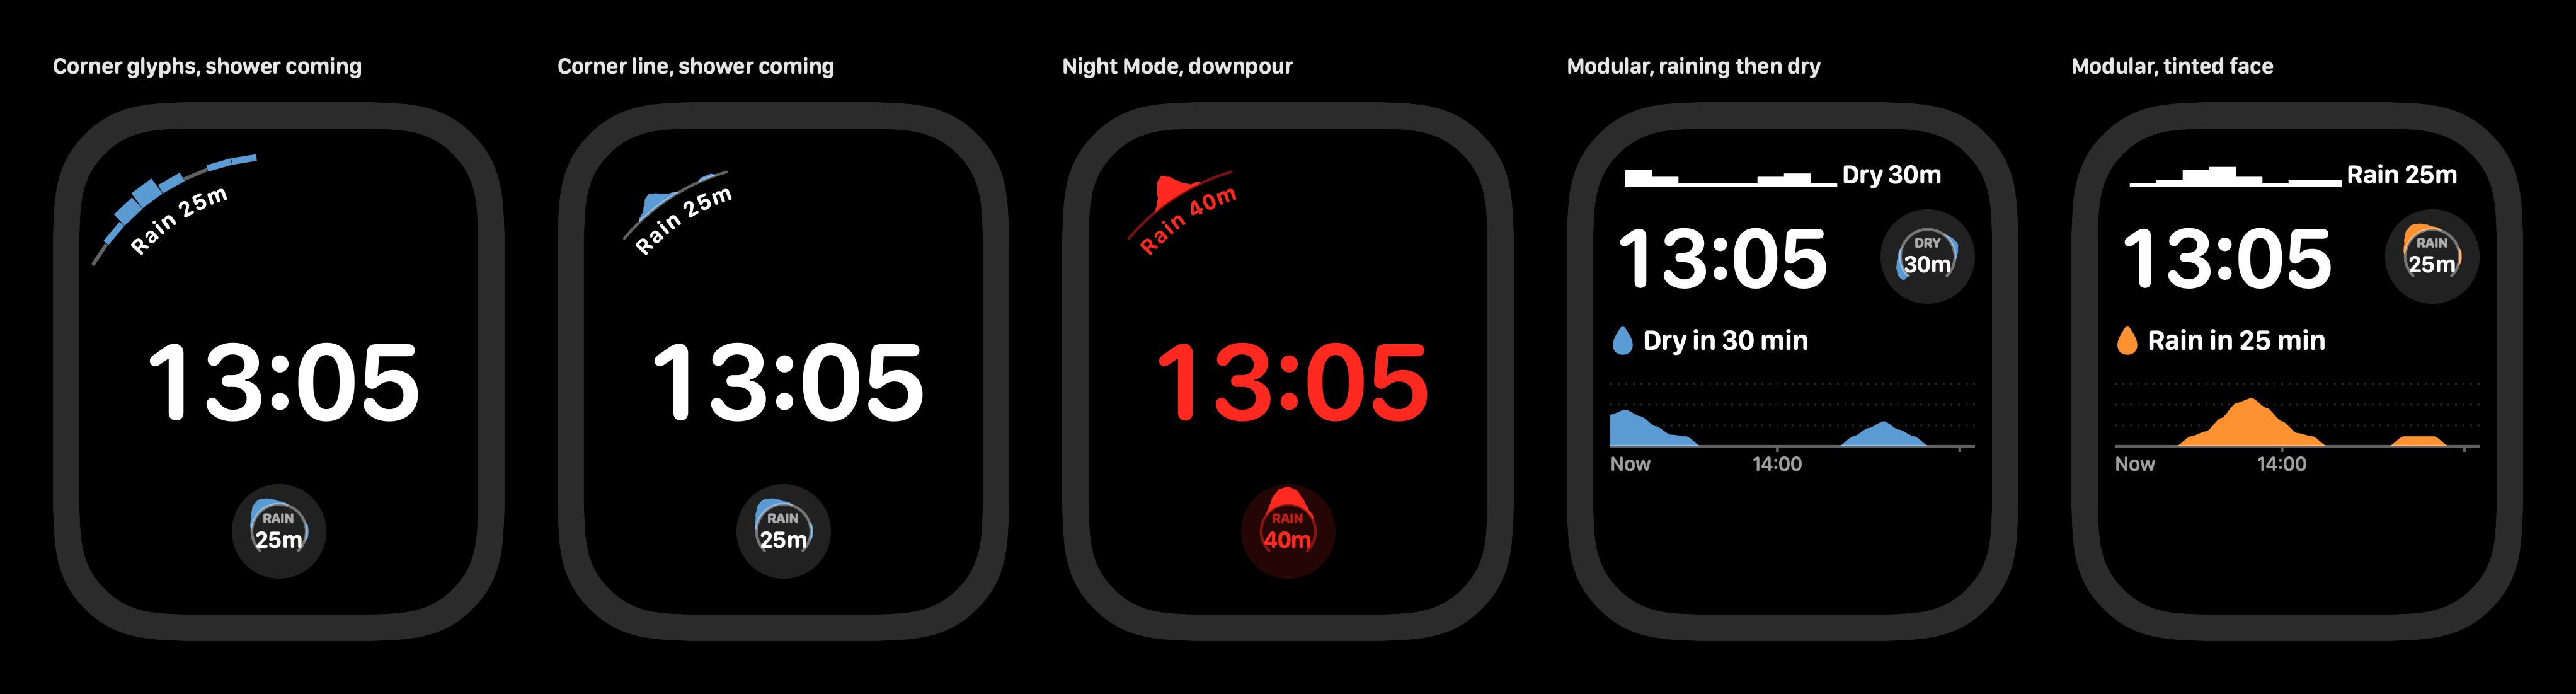 Corner glyphs, shower coming
Rain 25m
13:05
RAIN
25m
Corner line, shower coming
Rain 25m
13:05
RAIN
25m
Night Mode, downpour
Rain 40m
13:05
RAIN
40m
Modular, raining then dry
Dry 30m
13:05
DRY
30m
Dry in 30 min
Now 14:00
Modular, tinted face
Rain 25m
13:05
RAIN
25m
Rain in 25 min
Now 14:00